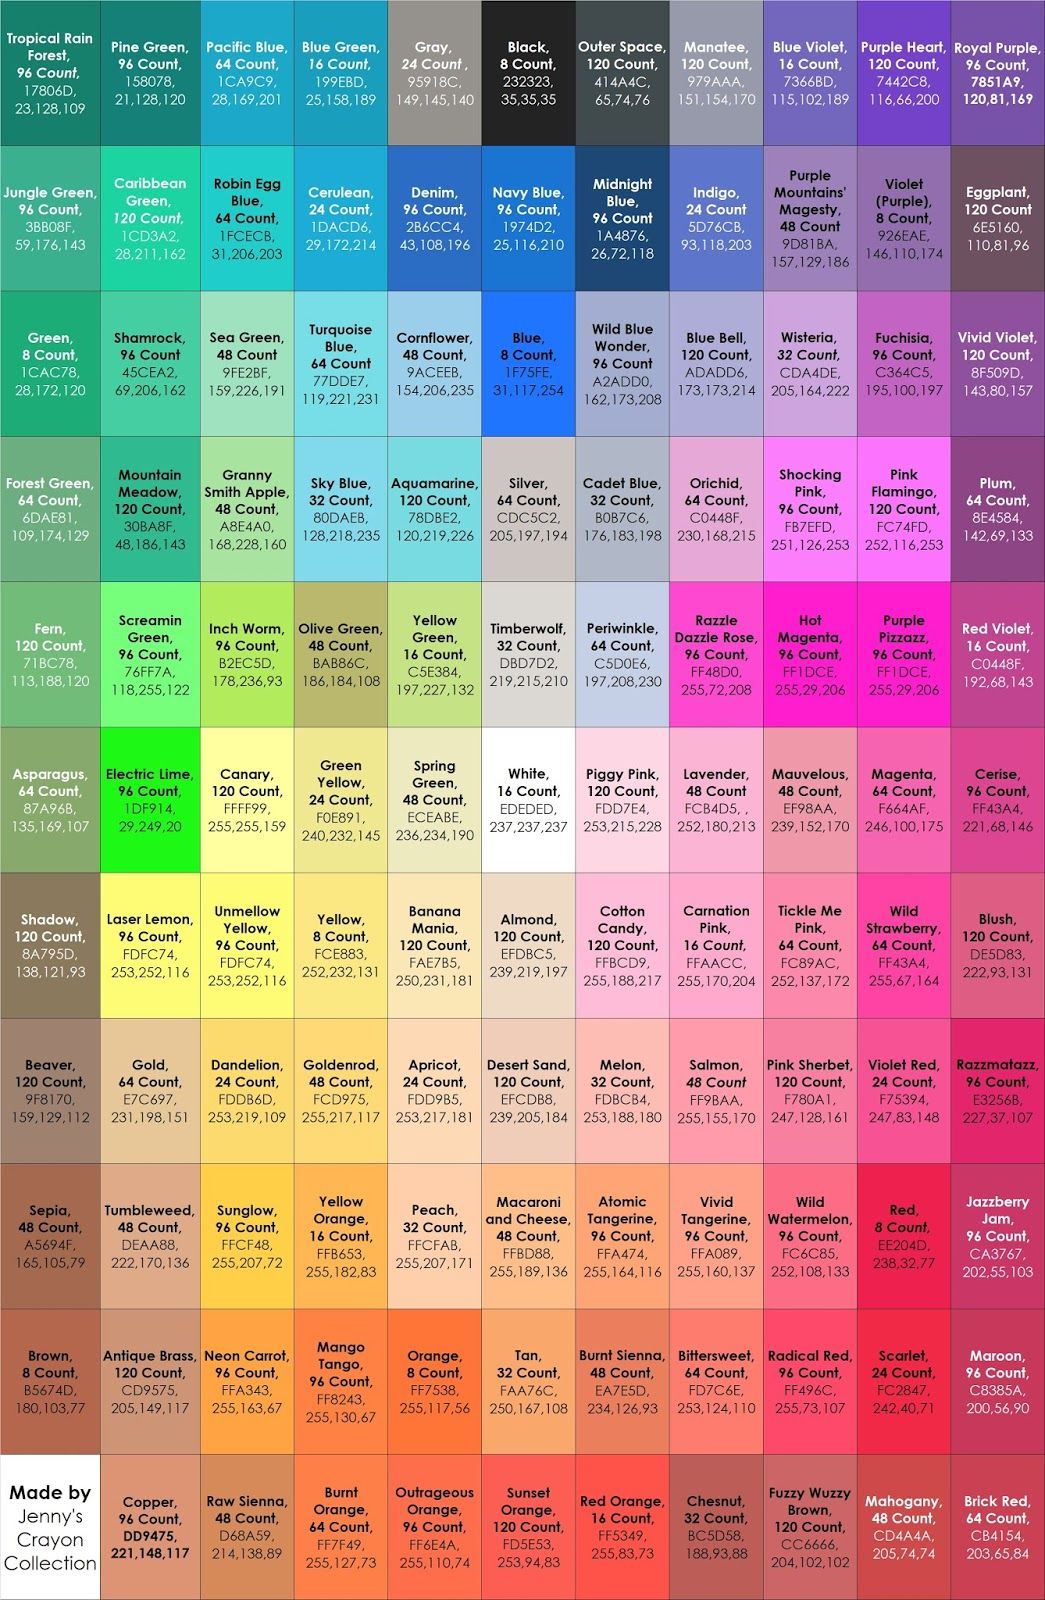 Tropical Rain
Forest,
96 Count,
17806D,
23,128,109
Pine Green,
96 Count,
158078,
21,128,120
Pacific Blue,
64 Count,
1CA9C9,
28,169,201
Blue Green,
16 Count,
199EBD,
25,158,189
Gray,
24 Count ,
95918C,
149,145,140
Black,
8 Count,
232323,
35,35,35
Outer Space,
120 Count,
414A4C,
65,74,76
Manatee,
120 Count,
979AAA,
151,154,170
Blue Violet,
16 Count,
7366BD,
115,102,189
Purple Heart,
120 Count,
7442C8,
116,66,200
Royal Purple,
96 Count,
7851A9,
120,81,169
Jungle Green,
96 Count,
3BB08F,
59,176,143
Caribbean
Green,
120 Count,
1CD3A2,
28,211,162
Robin Egg
Blue,
64 Count,
1FCECB,
31,206,203
Cerulean,
24 Count,
1DACD6,
29,172,214
Denim,
96 Count,
2B6CC4,
43,108,196
Navy Blue,
96 Count,
1974D2,
25,116,210
Midnight
Blue,
96 Count
1A4876,
26,72,118
Indigo,
24 Count
5D76CB,
93,118,203
Purple
Mountains'
Magesty,
48 Count
9D81BA,
157,129,186
Violet
(Purple),
8 Count,
926EAE,
146,110,174
Eggplant,
120 Count
6E5160,
110,81,96
Green,
8 Count,
1CAC78,
28,172,120
Shamrock,
96 Count
45CEA2,
69,206,162
Sea Green,
48 Count
9FE2BF,
159,226,191
Turquoise
Blue,
64 Count
77DDE7,
119,221,231
Cornflower,
48 Count,
9ACEEB,
154,206,235
Blue,
8 Count,
1F75FE,
31,117,254
Wild Blue
Wonder,
96 Count
A2ADD0,
162,173,208
Blue Bell,
120 Count,
ADADD6,
173,173,214
Wisteria,
32 Count,
CDA4DE,
205,164,222
Fuchisia,
96 Count,
C364C5,
195,100,197
Vivid Violet,
120 Count,
8F509D,
143,80,157
Forest Green,
64 Count,
6DAE81,
109,174,129
Mountain
Meadow,
120 Count,
30BA8F,
48,186,143
Granny
Smith Apple,
48 Count,
A8E4A0,
168,228,160
Sky Blue,
32 Count,
80DAEB,
128,218,235
Aquamarine,
120 Count,
78DBE2,
120,219,226
Silver,
64 Count,
CDC5C2,
205,197,194
Cadet Blue,
32 Count,
B0B7C6,
176,183,198
Orichid,
64 Count,
C0448F,
230,168,215
Shocking
Pink,
96 Count,
FB7EFD,
251,126,253
Pink
Flamingo,
120 Count,
FC74FD,
252,116,253
Plum,
64 Count,
8E4584,
142,69,133
Fern,
120 Count,
71BC78,
113,188,120
Screamin
Green,
96 Count,
76FF7A,
118,255,122
Inch Worm,
96 Count,
B2EC5D,
178,236,93
Olive Green,
48 Count,
BAB86C,
186,184,108
Yellow
Green,
16 Count,
C5E384,
197,227,132
Timberwolf,
32 Count,
DBD7D2,
219,215,210
Periwinkle,
64 Count,
C5D0E6,
197,208,230
Razzle
Dazzle Rose,
96 Count,
FF48D0,
255,72,208
Hot
Magenta,
96 Count,
FF1DCE,
255,29,206
Purple
Pizzazz,
96 Count,
FF1DCE,
255,29,206
Red Violet,
16 Count,
C0448F,
192,68,143
Asparagus,
64 Count,
87A96B,
135,169,107
Electric Lime,
96 Count,
1DF914,
29,249,20
Canary,
120 Count,
FFFF99,
255,255,159
Green
Yellow,
24 Count,
F0E891,
240,232,145
Spring
Green,
48 Count,
ECEABE,
236,234,190
White,
16 Count,
EDEDED,
237,237,237
Piggy Pink,
120 Count,
FDD7E4,
253,215,228
Lavender,
48 Count
FCB4D5, ,
252,180,213
Mauvelous,
48 Count,
EF98AA,
239,152,170
Magenta,
64 Count,
F664AF,
246,100,175
Cerise,
96 Count,
FF43A4,
221,68,146
Shadow,
120 Count,
8A795D,
138,121,93
Laser Lemon,
96 Count,
FDFC74,
253,252,116
Unmellow
Yellow,
96 Count,
FDFC74,
253,252,116
Yellow,
8 Count,
FCE883,
252,232,131
Banana
Mania,
120 Count,
FAE7B5,
250,231,181
Almond,
120 Count,
EFDBC5,
239,219,197
Cotton
Candy,
120 Count,
FFBCD9,
255,188,217
Carnation
Pink,
16 Count,
FFAACC,
255,170,204
Tickle Me
Pink,
64 Count,
FC89AC,
252,137,172
Wild
Strawberry,
64 Count,
FF43A4,
255,67,164
Blush,
120 Count,
DE5D83,
222,93,131
Beaver,
120 Count,
9F8170,
159,129,112
Gold,
64 Count,
E7C697,
231,198,151
Dandelion,
24 Count,
FDDB6D,
253,219,109
Goldenrod,
48 Count,
FCD975,
255,217,117
Apricot,
24 Count,
FDD9B5,
253,217,181
Desert Sand,
120 Count,
EFCDB8,
239,205,184
Melon,
32 Count,
FDBCB4,
253,188,180
Salmon,
48 Count
FF9BAA,
255,155,170
Pink Sherbet,
120 Count,
F780A1,
247,128,161
Violet Red,
24 Count,
F75394,
247,83,148
Razzmatazz,
96 Count,
E3256B,
227,37,107
Sepia,
48 Count,
A5694F,
165,105,79
Tumbleweed,
48 Count,
DEAA88,
222,170,136
Sunglow,
96 Count,
FFCF48,
255,207,72
Yellow
Orange,
16 Count,
FFB653,
255,182,83
Peach,
32 Count,
FFCFAB,
255,207,171
Macaroni
and Cheese,
48 Count,
FFBD88,
255,189,136
Atomic
Tangerine,
96 Count,
FFA474,
255,164,116
Vivid
Tangerine,
96 Count,
FFA089,
255,160,137
Wild
Watermelon,
96 Count,
FC6C85,
252,108,133
Red,
8 Count,
EE204D,
238,32,77
Jazzberry
Jam,
96 Count,
CA3767,
202,55,103
Brown,
8 Count,
B5674D,
180,103,77
Antique Brass,
120 Count,
CD9575,
205,149,117
Neon Carrot,
96 Count,
FFA343,
255,163,67
Mango
Tango,
96 Count,
FF8243,
255,130,67
Orange,
8 Count,
FF7538,
255,117,56
Tan,
32 Count,
FAA76C,
250,167,108
Burnt Sienna,
48 Count,
EA7E5D,
234,126,93
Bittersweet,
64 Count,
FD7C6E,
253,124,110
Radical Red,
96 Count,
FF496C,
255,73,107
Scarlet,
24 Count,
FC2847,
242,40,71
Maroon,
96 Count,
C8385A,
200,56,90
Made by
Jenny's
Crayon
Collection
Copper,
96 Count,
DD9475,
221,148,117
Raw Sienna,
48 Count,
D68A59,
214,138,89
Burnt
Orange,
64 Count,
FF7F49,
255,127,73
Outrageous
Orange,
96 Count,
FF6E4A,
255,110,74
Sunset
Orange,
120 Count,
FD5E53,
253,94,83
Red Orange,
16 Count,
FF5349,
255,83,73
Chesnut,
32 Count,
BC5D58,
188,93,88
Fuzzy Wuzzy
Brown,
120 Count,
CC6666,
204,102,102
Mahogany,
48 Count,
CD4A4A,
205,74,74
Brick Red,
64 Count,
CB4154,
203,65,84